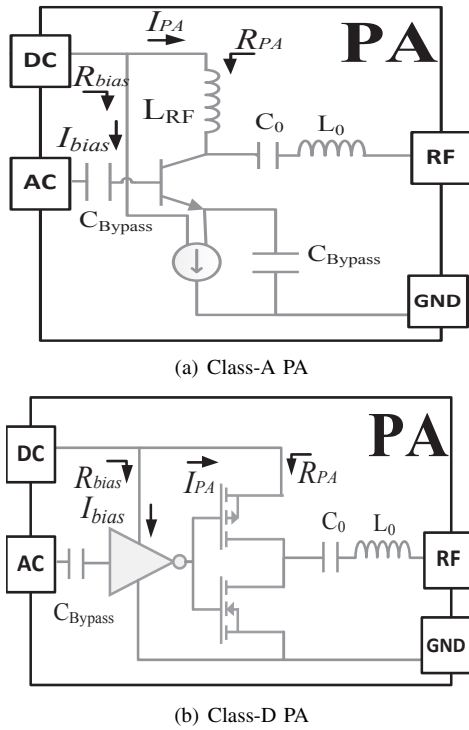 PA
I_PA
DC
R_PA
R_bias
L_RF
C_0
L_0
I_bias
AC
RF
C_Bypass
C_Bypass
GND
(a) Class-A PA
PA
DC
R_bias
I_PA
R_PA
I_bias
C_0
L_0
AC
RF
C_Bypass
GND
(b) Class-D PA